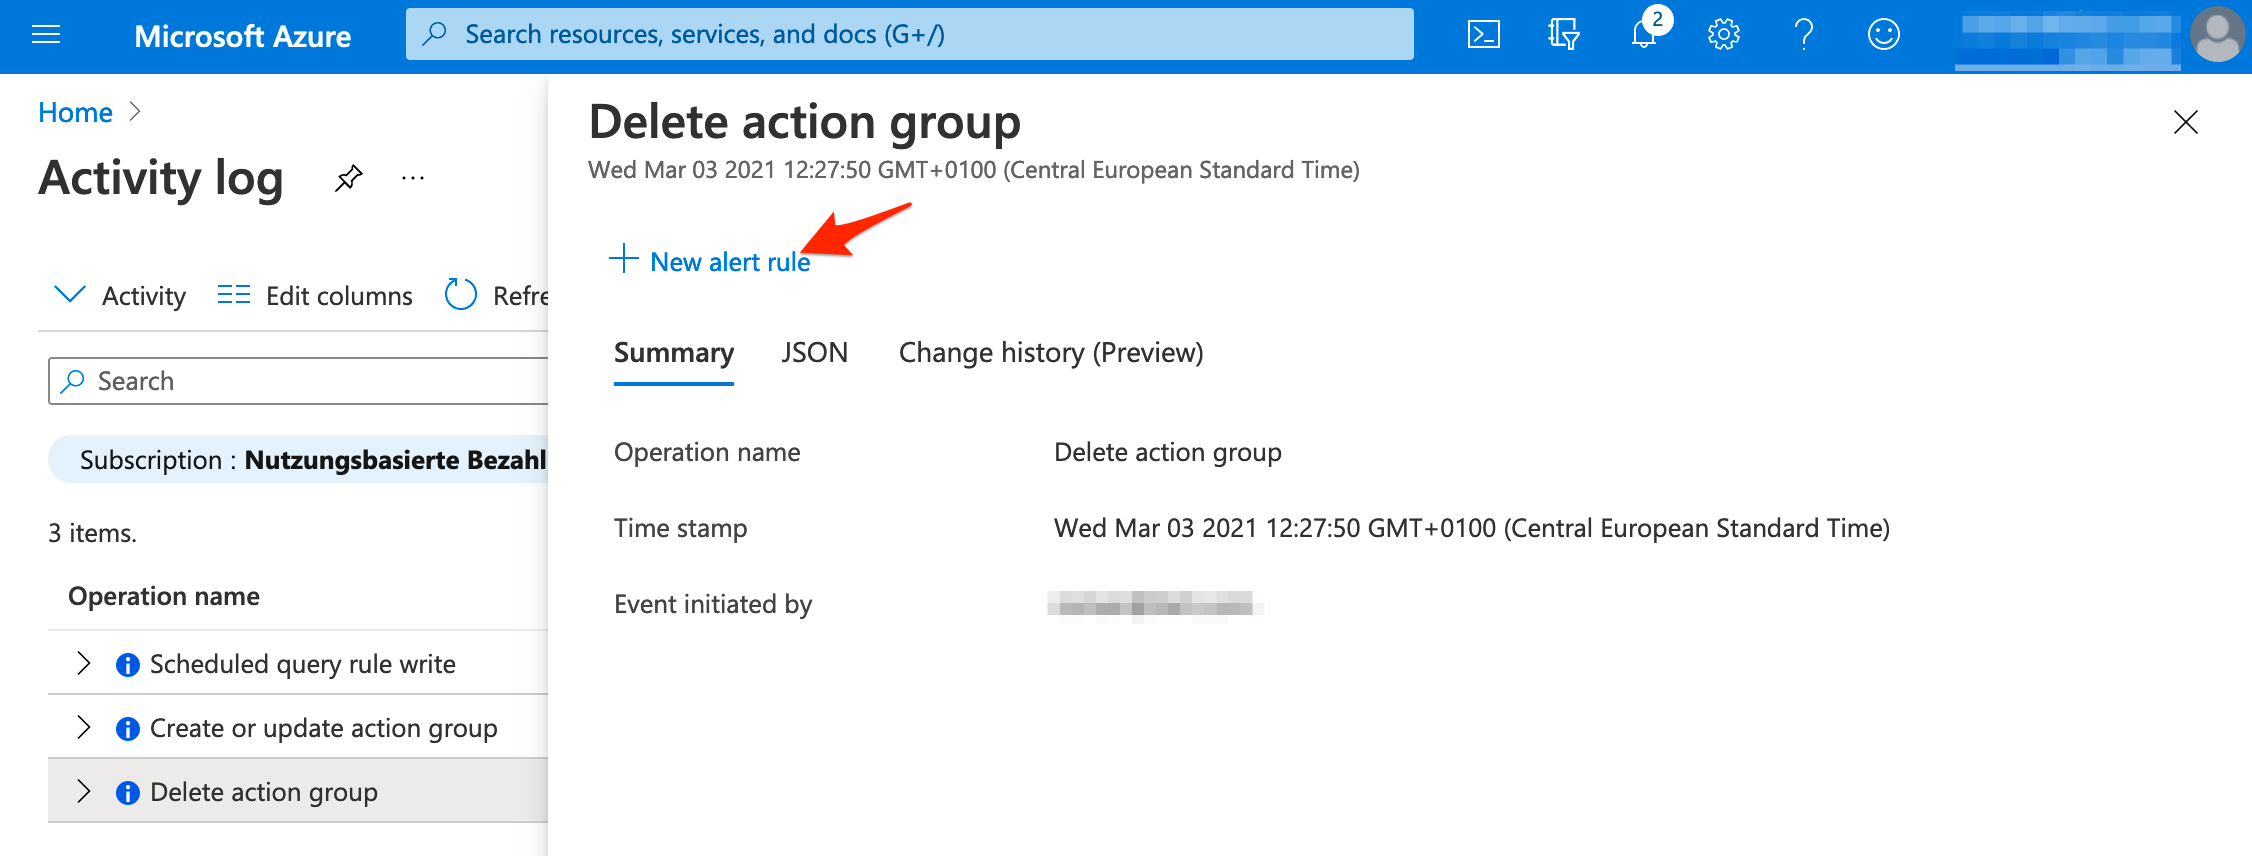 Microsoft Azure
Search resources, services, and docs (G+/)
2
Home
Activity log
Activity
Edit columns
Refre
Search
Subscription : Nutzungsbasierte Bezahl
3 items.
Operation name
Scheduled query rule write
Create or update action group
Delete action group
Delete action group
Wed Mar 03 2021 12:27:50 GMT+0100 (Central European Standard Time)
New alert rule
Summary
JSON
Change history (Preview)
Operation name
Delete action group
Time stamp
Wed Mar 03 2021 12:27:50 GMT+0100 (Central European Standard Time)
Event initiated by